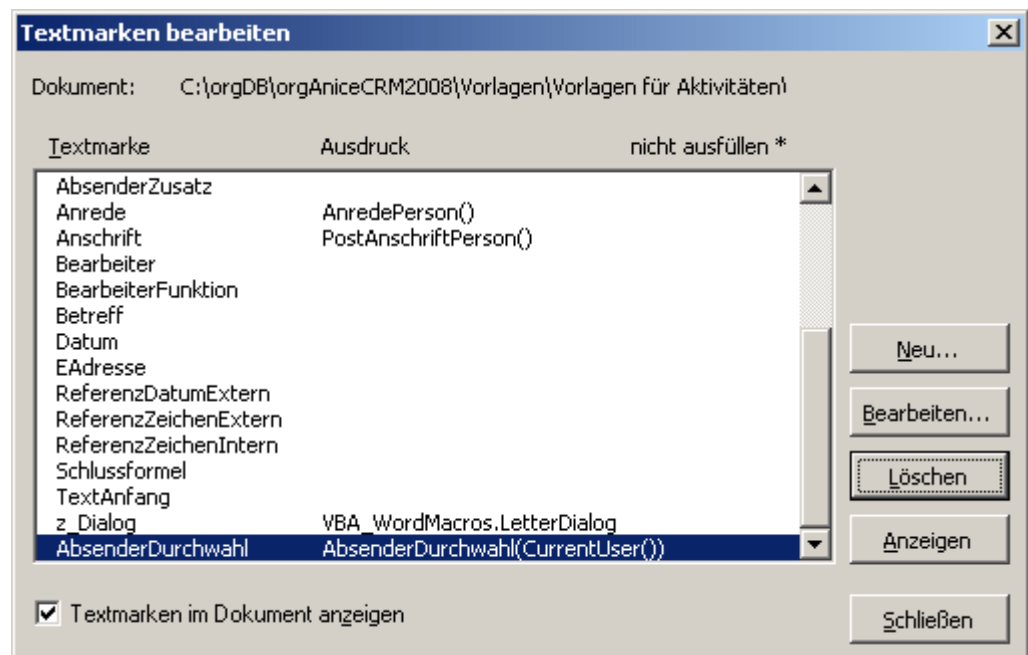 Textmarken bearbeiten
Dokument: C:\orgDB\orgAniceCRM2008\Vorlagen\Vorlagen für Aktivitäten\
Textmarke Ausdruck nicht ausfüllen *
AbsenderZusatz
Anrede AnredePerson()
Anschrift PostAnschriftPerson()
Bearbeiter
BearbeiterFunktion
Betreff
Datum
EAdresse
ReferenzDatumExtern
ReferenzZeichenExtern
ReferenzZeichenIntern
Schlussformel
TextAnfang
z_Dialog VBA_WordMacros.LetterDialog
AbsenderDurchwahl AbsenderDurchwahl(CurrentUser())
Neu...
Bearbeiten...
Löschen
Anzeigen
Textmarken im Dokument anzeigen
Schließen